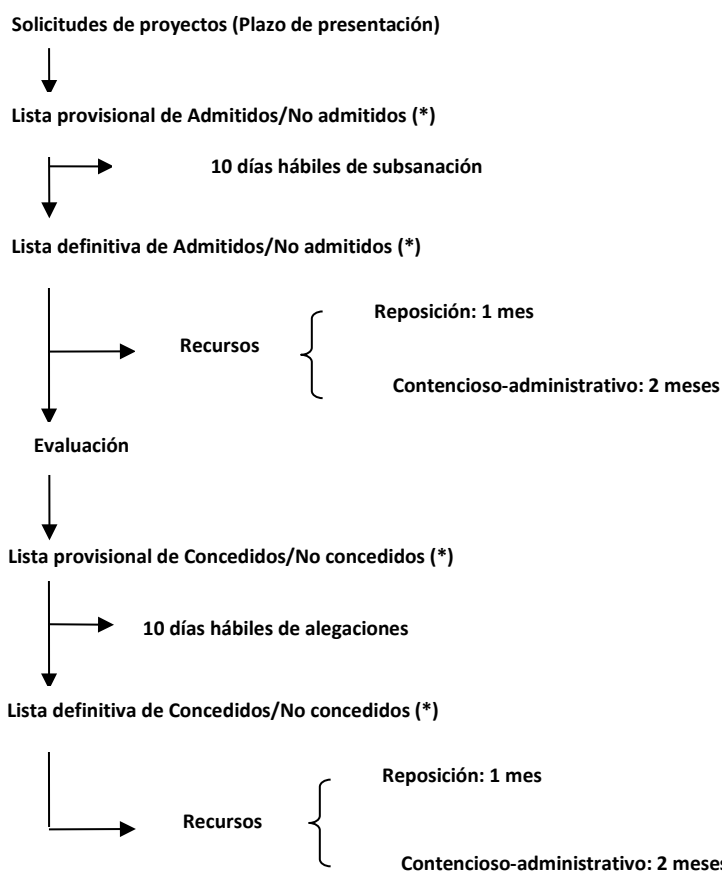 Solicitudes de proyectos (Plazo de presentación)
Lista provisional de Admitidos/No admitidos (*)
10 días hábiles de subsanación
Lista definitiva de Admitidos/No admitidos (*)
Reposición: 1 mes
Recursos
Contencioso-administrativo: 2 meses
Evaluación
Lista provisional de Concedidos/No concedidos (*)
10 días hábiles de alegaciones
Lista definitiva de Concedidos/No concedidos (*)
Reposición: 1 mes
Recursos
Contencioso-administrativo: 2 meses